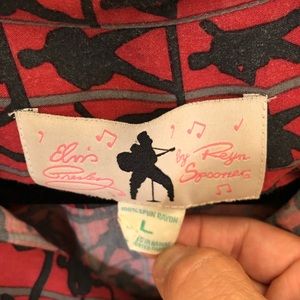 Elvis
Presley
by Reyn
Spooner
100% SPUN RAYON
L